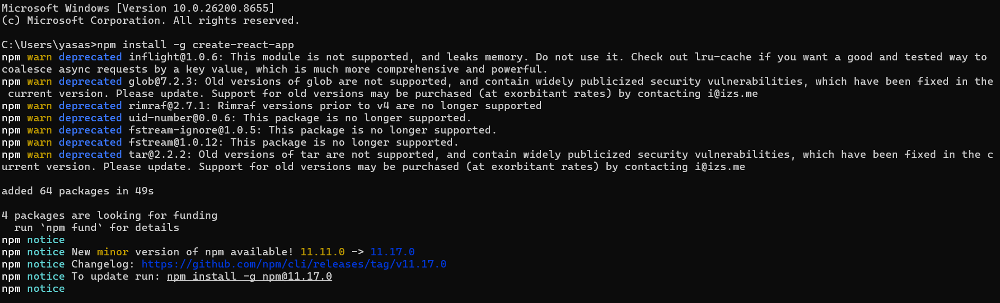 Microsoft Windows [Version 10.0.26200.8655]
(c) Microsoft Corporation. All rights reserved.
C:\Users\yasas>npm install -g create-react-app
npm warn deprecated inflight@1.0.6: This module is not supported, and leaks memory. Do not use it. Check out lru-cache if you want a good and tested way to
coalesce async requests by a key value, which is much more comprehensive and powerful.
npm warn deprecated glob@7.2.3: Old versions of glob are not supported, and contain widely publicized security vulnerabilities, which have been fixed in the
 current version. Please update. Support for old versions may be purchased (at exorbitant rates) by contacting i@izs.me
npm warn deprecated rimraf@2.7.1: Rimraf versions prior to v4 are no longer supported
npm warn deprecated uid-number@0.0.6: This package is no longer supported.
npm warn deprecated fstream-ignore@1.0.5: This package is no longer supported.
npm warn deprecated fstream@1.0.12: This package is no longer supported.
npm warn deprecated tar@2.2.2: Old versions of tar are not supported, and contain widely publicized security vulnerabilities, which have been fixed in the c
urrent version. Please update. Support for old versions may be purchased (at exorbitant rates) by contacting i@izs.me
added 64 packages in 49s
4 packages are looking for funding
  run `npm fund` for details
npm notice
npm notice New minor version of npm available! 11.11.0 -> 11.17.0
npm notice Changelog: https://github.com/npm/cli/releases/tag/v11.17.0
npm notice To update run: npm install -g npm@11.17.0
npm notice